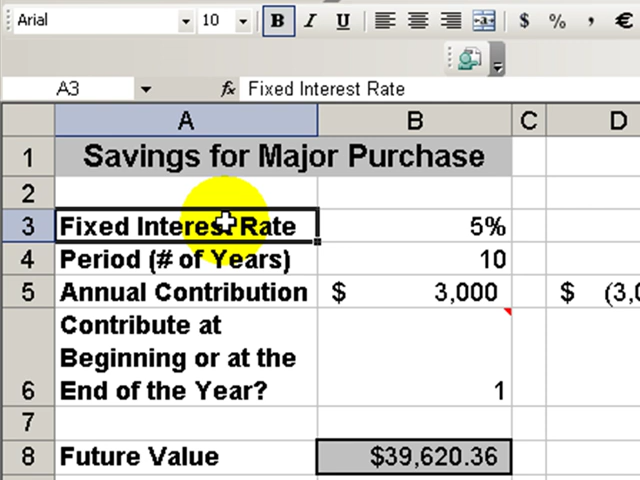 Arial 10 B I U $ % , €
A3 fx Fixed Interest Rate
A B C D
1 Savings for Major Purchase
2
3 Fixed Interest Rate 5%
4 Period (# of Years) 10
5 Annual Contribution $ 3,000 $ (3,0
Contribute at
Beginning or at the
6 End of the Year? 1
7
8 Future Value $39,620.36